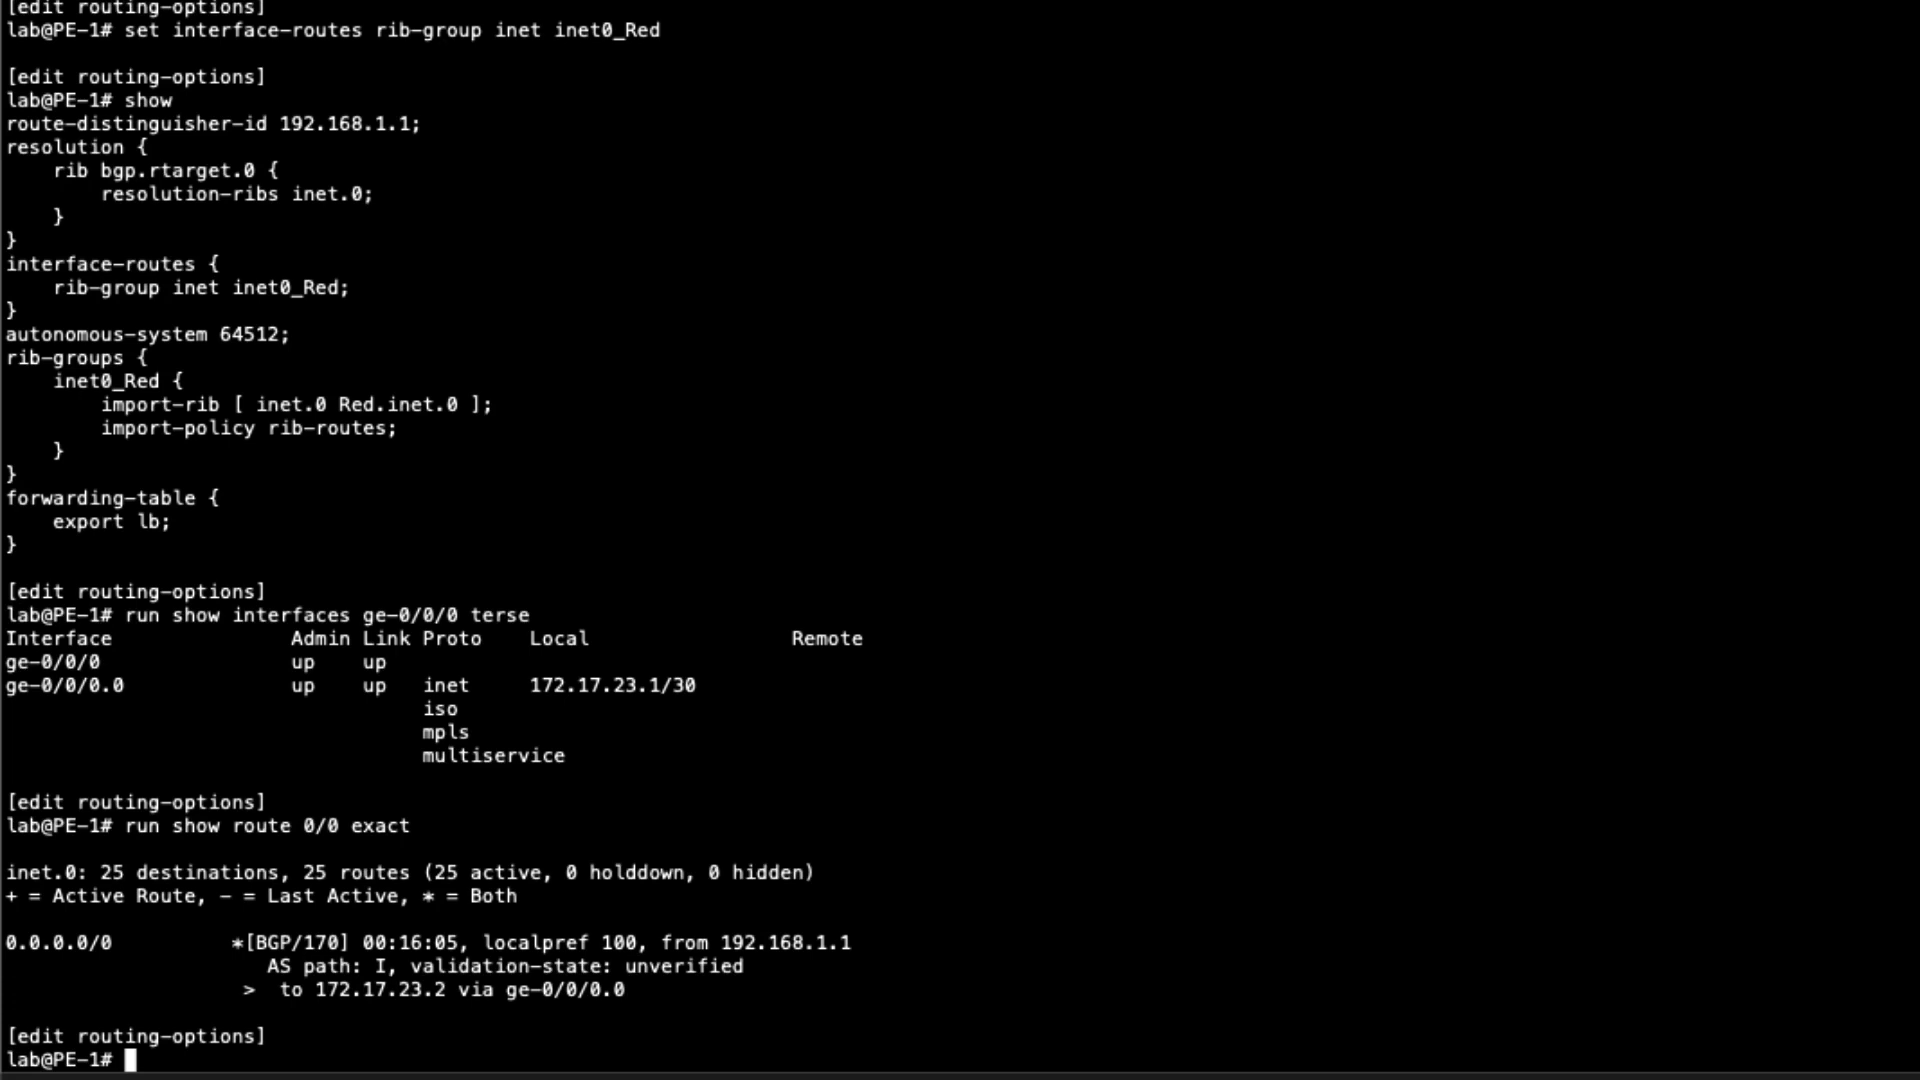 [edit routing-options]
lab@PE-1# set interface-routes rib-group inet inet0_Red
[edit routing-options]
lab@PE-1# show
route-distinguisher-id 192.168.1.1;
resolution {
    rib bgp.rtarget.0 {
        resolution-ribs inet.0;
    }
}
interface-routes {
    rib-group inet inet0_Red;
}
autonomous-system 64512;
rib-groups {
    inet0_Red {
        import-rib [ inet.0 Red.inet.0 ];
        import-policy rib-routes;
    }
}
forwarding-table {
    export lb;
}
[edit routing-options]
lab@PE-1# run show interfaces ge-0/0/0 terse
Interface               Admin Link Proto    Local                 Remote
ge-0/0/0                up    up
ge-0/0/0.0              up    up   inet     172.17.23.1/30
                                   iso
                                   mpls
                                   multiservice
[edit routing-options]
lab@PE-1# run show route 0/0 exact
inet.0: 25 destinations, 25 routes (25 active, 0 holddown, 0 hidden)
+ = Active Route, - = Last Active, * = Both
0.0.0.0/0          *[BGP/170] 00:16:05, localpref 100, from 192.168.1.1
                      AS path: I, validation-state: unverified
                    >  to 172.17.23.2 via ge-0/0/0.0
[edit routing-options]
lab@PE-1#